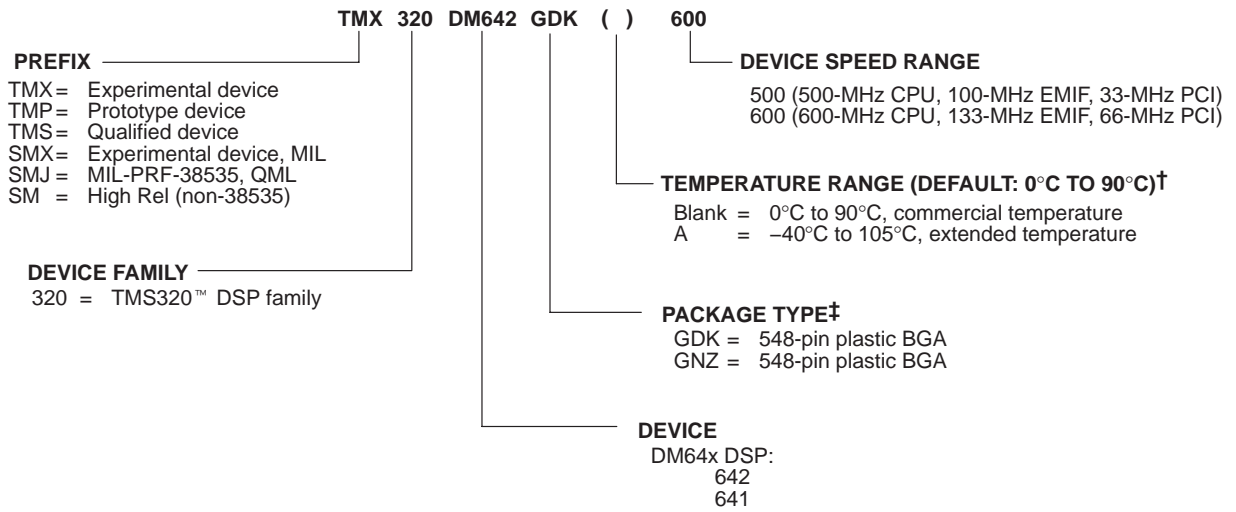 TMX 320 DM642 GDK ( ) 600
PREFIX
TMX = Experimental device
TMP = Prototype device
TMS = Qualified device
SMX = Experimental device, MIL
SMJ = MIL-PRF-38535, QML
SM = High Rel (non-38535)
DEVICE SPEED RANGE
500 (500-MHz CPU, 100-MHz EMIF, 33-MHz PCI)
600 (600-MHz CPU, 133-MHz EMIF, 66-MHz PCI)
TEMPERATURE RANGE (DEFAULT: 0°C TO 90°C)†
Blank = 0°C to 90°C, commercial temperature
A = −40°C to 105°C, extended temperature
DEVICE FAMILY
320 = TMS320™ DSP family
PACKAGE TYPE‡
GDK = 548-pin plastic BGA
GNZ = 548-pin plastic BGA
DEVICE
DM64x DSP:
642
641